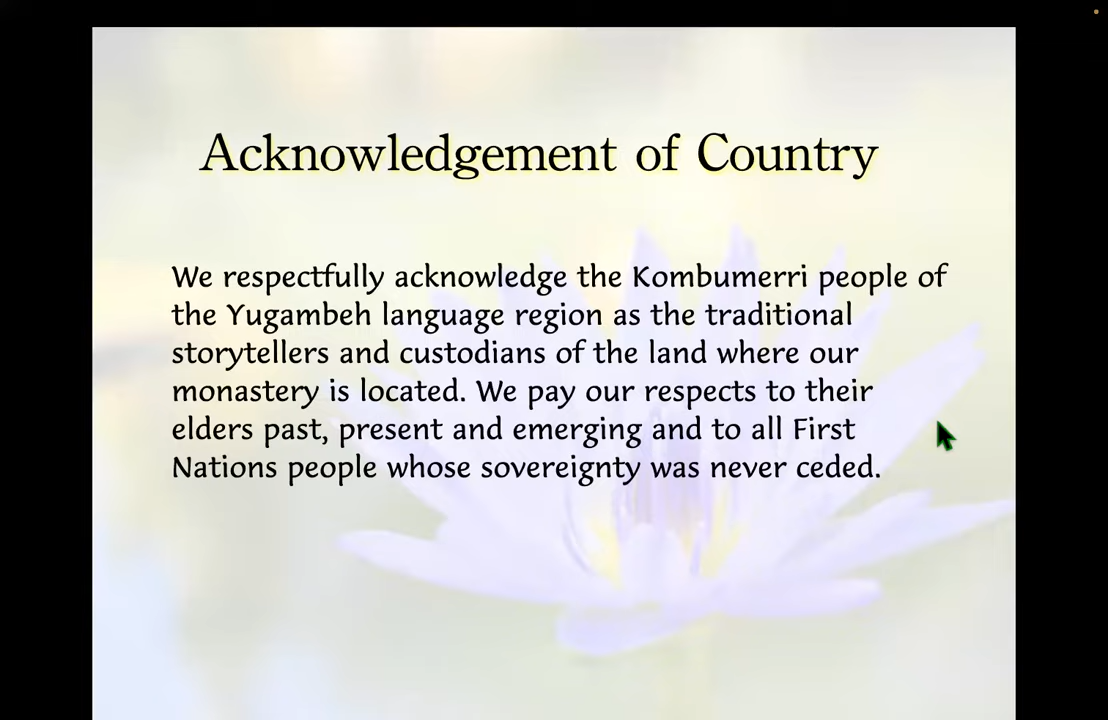 Acknowledgement of Country
We respectfully acknowledge the Kombumerri people of
the Yugambeh language region as the traditional
storytellers and custodians of the land where our
monastery is located. We pay our respects to their
elders past, present and emerging and to all First
Nations people whose sovereignty was never ceded.